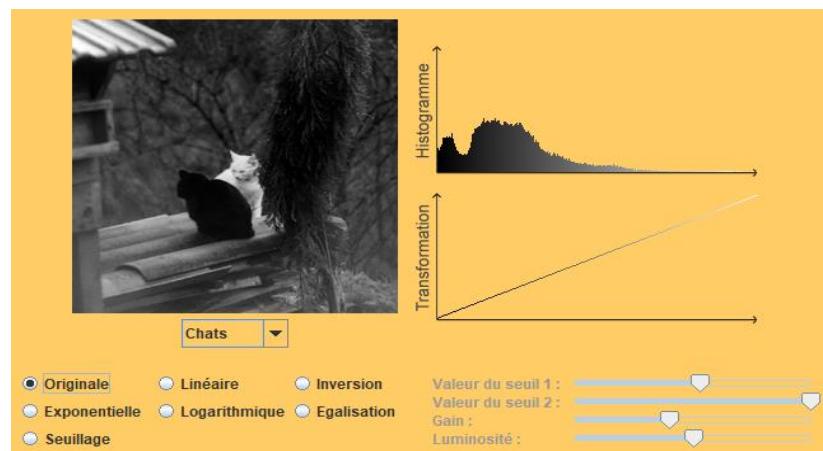 Histogramme
Transformation
Chats
Originale Linéaire Inversion
Exponentielle Logarithmique Egalisation
Seuillage
Valeur du seuil 1 :
Valeur du seuil 2 :
Gain :
Luminosité :